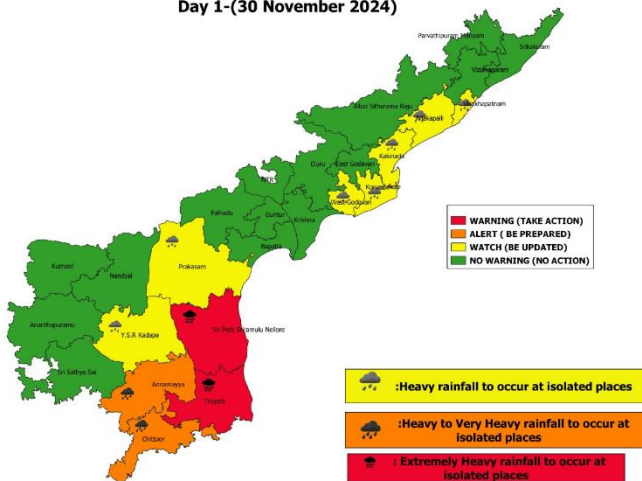 Day 1-(30 November 2024)
Parvathipuram Manyam
Srikakulam
Vizianagaram
Alluri Sitharama Raju
Anakapalli
Kakinada
Eluru
East Godavari
West Godavari
Krishna
Guntur
Palnadu
Bapatla
Prakasam
Kurnool
Nandyal
Ananthapuramu
Sri Sathya Sai
Y.S.R Kadapa
Sri Potti Sriramulu Nellore
Annamayya
Tirupati
Chittoor
WARNING (TAKE ACTION)
ALERT ( BE PREPARED)
WATCH (BE UPDATED)
NO WARNING (NO ACTION)
:Heavy rainfall to occur at isolated places
:Heavy to Very Heavy rainfall to occur at
isolated places
: Extremely Heavy rainfall to occur at
isolated places